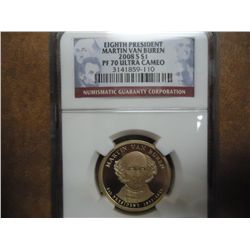 EIGHTH PRESIDENT
MARTIN VAN BUREN
2008 S $1
PF 70 ULTRA CAMEO
3141859-110
NUMISMATIC GUARANTY CORPORATION
NGC
MARTIN VAN BUREN